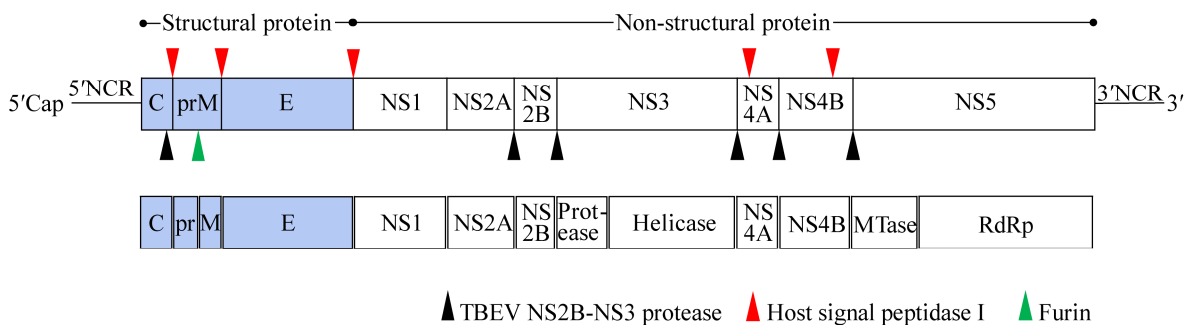 Structural protein Non-structural protein
5′Cap 5′NCR C prM E NS1 NS2A NS 2B NS3 NS 4A NS4B NS5 3′NCR 3′
C pr M E NS1 NS2A NS 2B Prot- ease Helicase NS 4A NS4B MTase RdRp
TBEV NS2B-NS3 protease Host signal peptidase I Furin